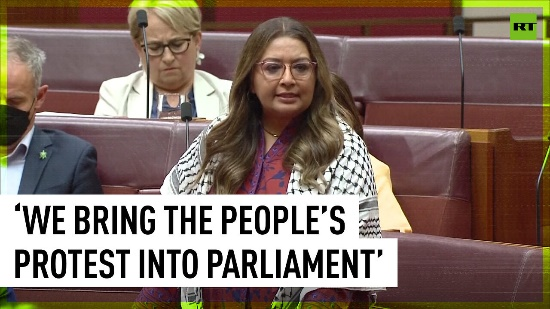 RT
‘WE BRING THE PEOPLE’S
PROTEST INTO PARLIAMENT’